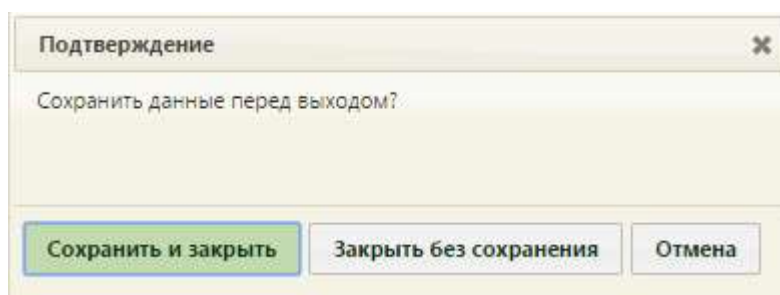 Подтверждение
Сохранить данные перед выходом?
Сохранить и закрыть Закрыть без сохранения Отмена